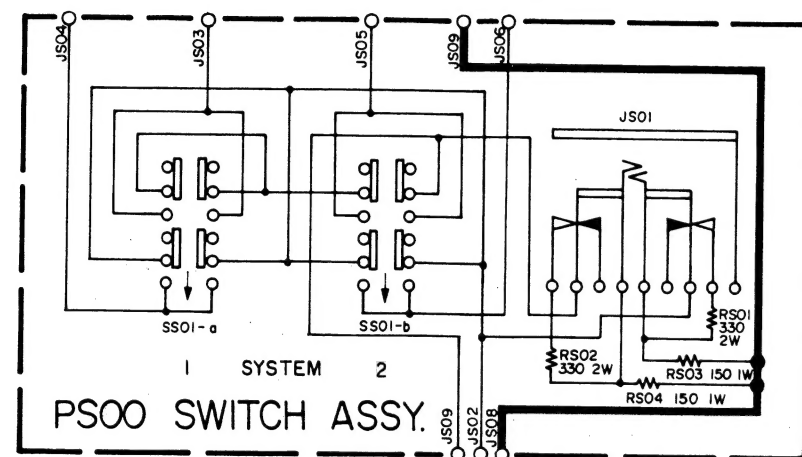 JS04
JS03
JS05
JS09
JS06
JS01
SS01-a
SS01-b
RS01
330
2W
RS02
330 2W
RS03 150 1W
RS04 150 1W
1 SYSTEM 2
PS00 SWITCH ASSY.
JS09
JS02
JS08